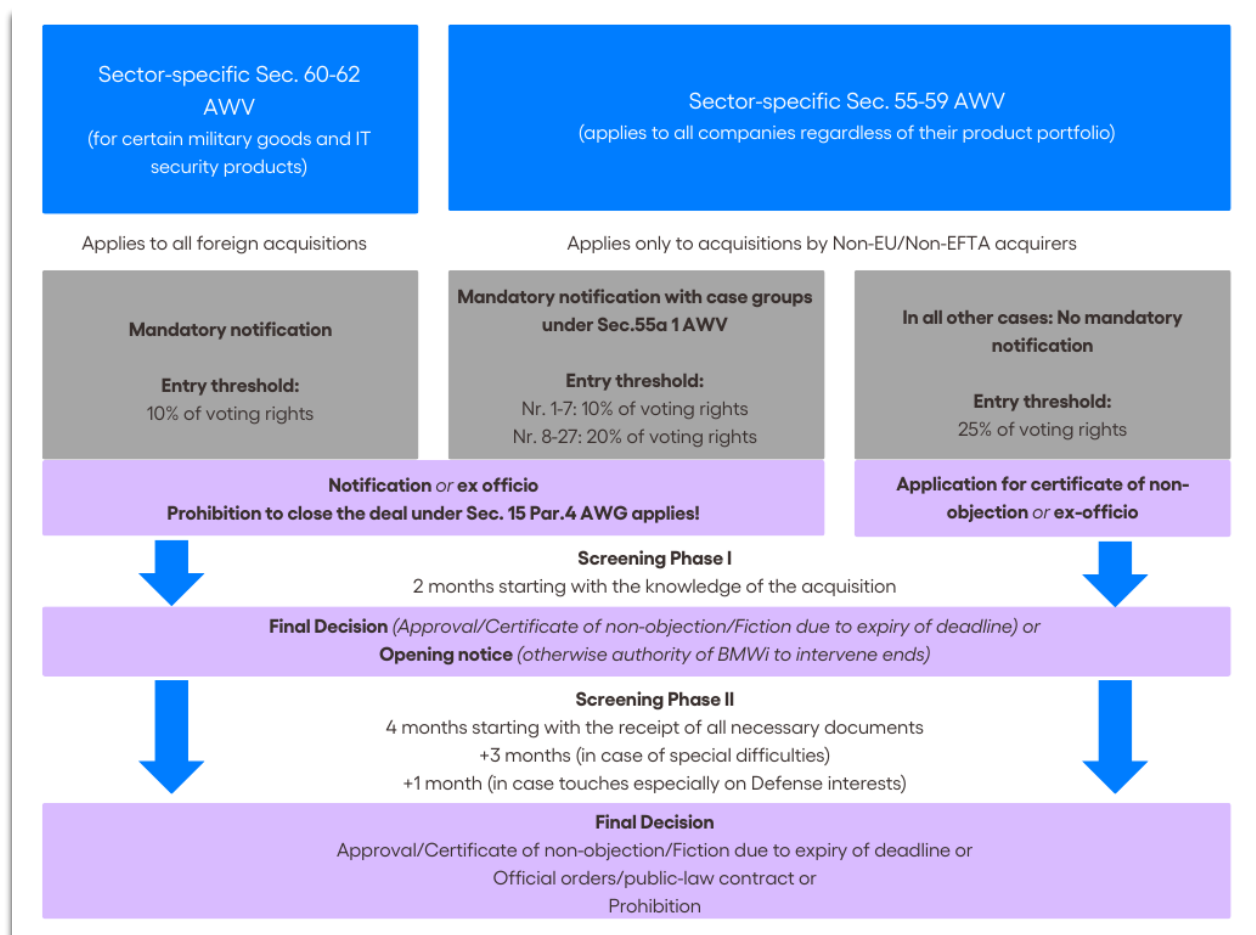 Sector-specific Sec. 60-62
AWV
(for certain military goods and IT
security products)
Sector-specific Sec. 55-59 AWV
(applies to all companies regardless of their product portfolio)
Applies to all foreign acquisitions
Applies only to acquisitions by Non-EU/Non-EFTA acquirers
Mandatory notification
Entry threshold:
10% of voting rights
Mandatory notification with case groups
under Sec.55a 1 AWV
Entry threshold:
Nr. 1-7: 10% of voting rights
Nr. 8-27: 20% of voting rights
In all other cases: No mandatory
notification
Entry threshold:
25% of voting rights
Notification or ex officio
Prohibition to close the deal under Sec. 15 Par.4 AWG applies!
Application for certificate of non-
objection or ex-officio
Screening Phase I
2 months starting with the knowledge of the acquisition
Final Decision (Approval/Certificate of non-objection/Fiction due to expiry of deadline) or
Opening notice (otherwise authority of BMWi to intervene ends)
Screening Phase II
4 months starting with the receipt of all necessary documents
+3 months (in case of special difficulties)
+1 month (in case touches especially on Defense interests)
Final Decision
Approval/Certificate of non-objection/Fiction due to expiry of deadline or
Official orders/public-law contract or
Prohibition